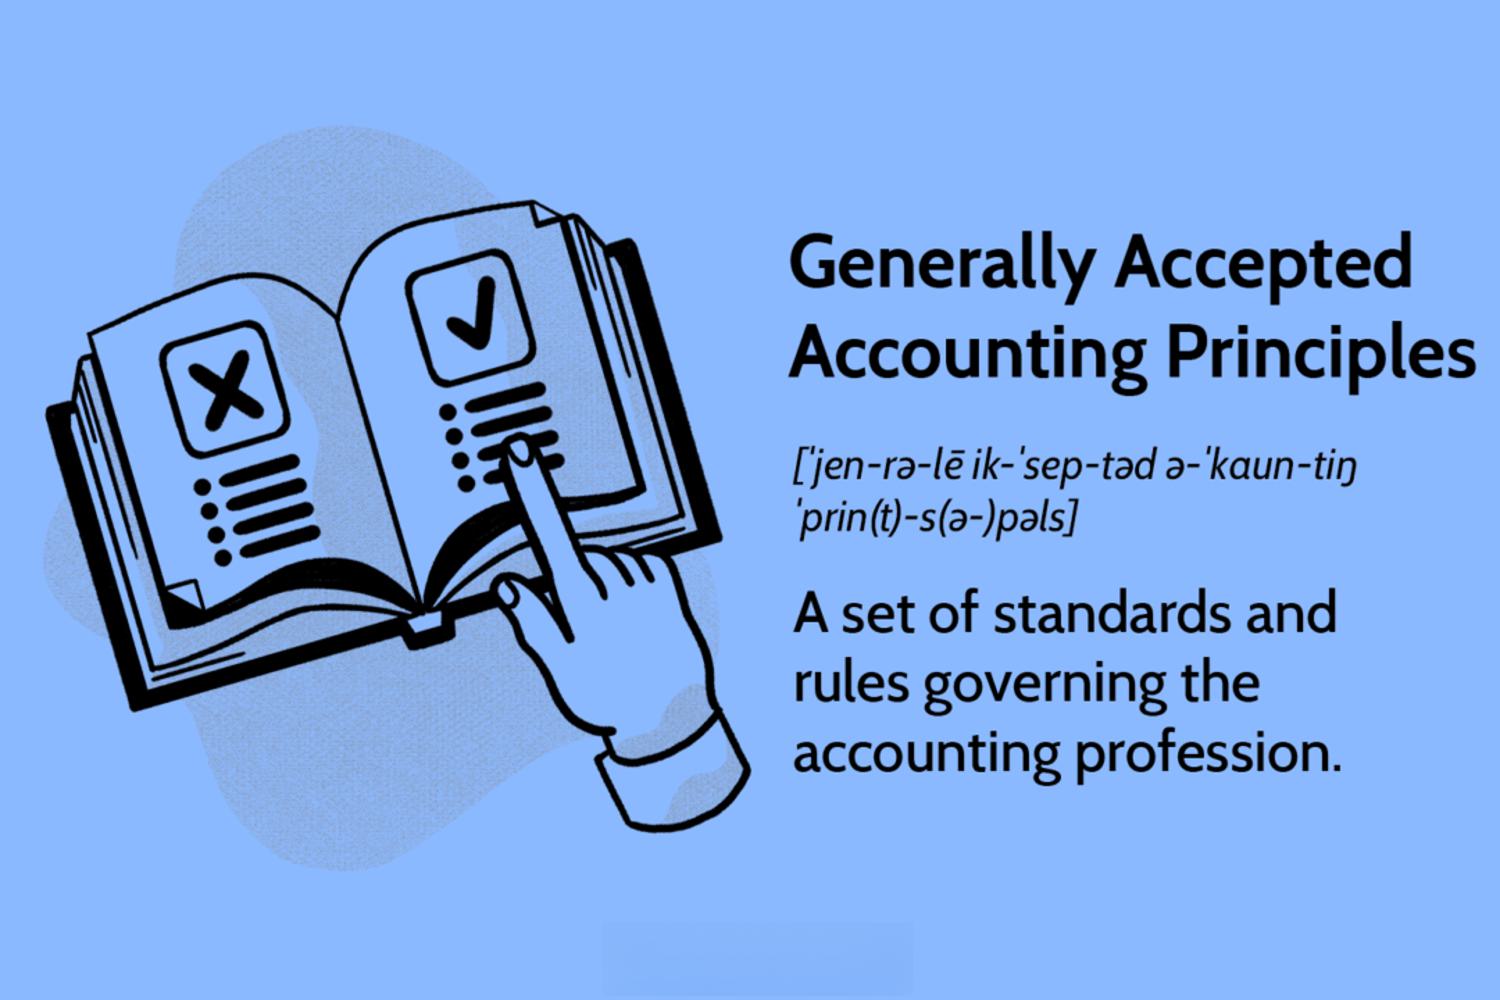 Generally Accepted
Accounting Principles
[ˈjen-rə-lē ik-ˈsep-təd ə-ˈkaun-tiŋ
ˈprin(t)-s(ə-)pəls]
A set of standards and
rules governing the
accounting profession.